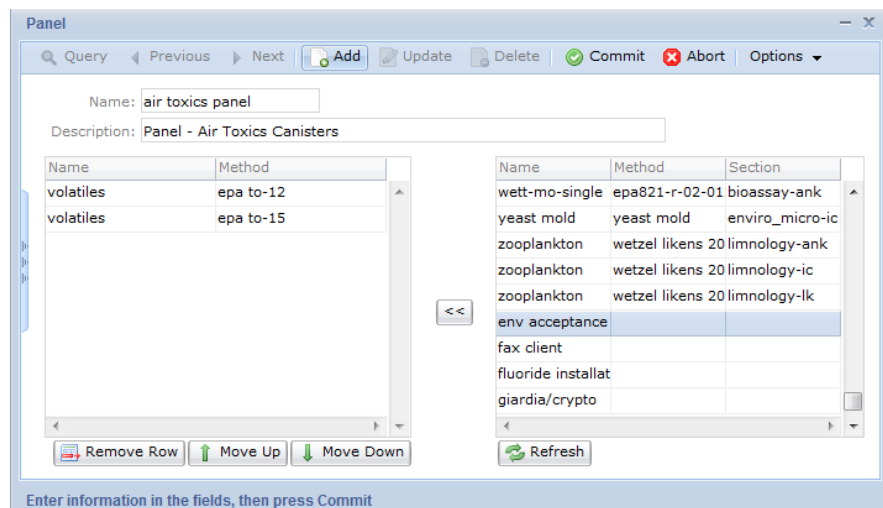 Panel
Query Previous Next Add Update Delete Commit Abort Options
Name: air toxics panel
Description: Panel - Air Toxics Canisters
Name Method
volatiles epa to-12
volatiles epa to-15
<<
Name Method Section
wett-mo-single epa821-r-02-01 bioassay-ank
yeast mold yeast mold enviro_micro-ic
zooplankton wetzel likens 20 limnology-ank
zooplankton wetzel likens 20 limnology-ic
zooplankton wetzel likens 20 limnology-lk
env acceptance
fax client
fluoride installat
giardia/crypto
Remove Row Move Up Move Down Refresh
Enter information in the fields, then press Commit